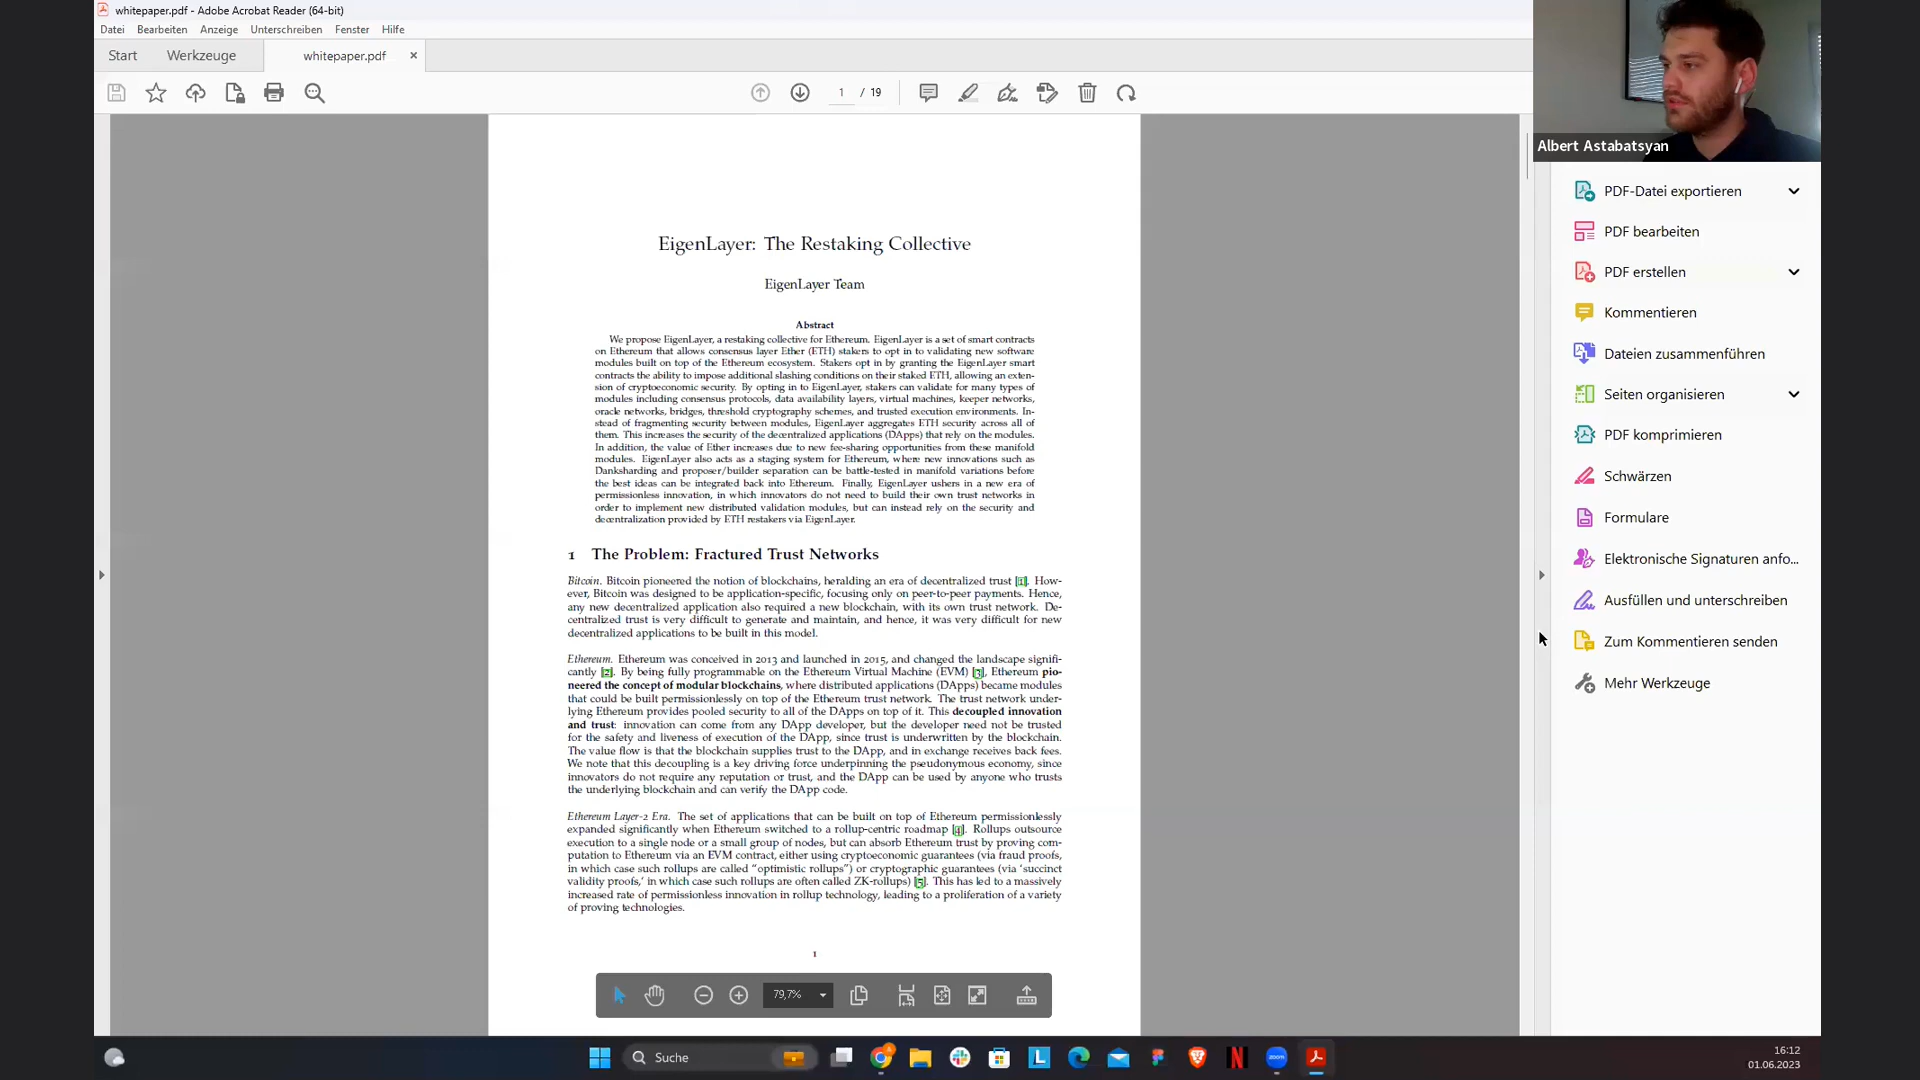 whitepaper.pdf - Adobe Acrobat Reader (64-bit)
Datei Bearbeiten Anzeige Unterschreiben Fenster Hilfe
Start Werkzeuge whitepaper.pdf ×
1 / 19
Albert Astabatsyan
EigenLayer: The Restaking Collective
EigenLayer Team
Abstract
We propose EigenLayer, a restaking collective for Ethereum. EigenLayer is a set of smart contracts
on Ethereum that allows consensus layer Ether (ETH) stakers to opt in to validating new software
modules built on top of the Ethereum ecosystem. Stakers opt in by granting the EigenLayer smart
contracts the ability to impose additional slashing conditions on their staked ETH, allowing an exten-
sion of cryptoeconomic security. By opting in to EigenLayer, stakers can validate for many types of
modules including consensus protocols, data availability layers, virtual machines, keeper networks,
oracle networks, bridges, threshold cryptography schemes, and trusted execution environments. In-
stead of fragmenting security between modules, EigenLayer aggregates ETH security across all of
them. This increases the security of the decentralized applications (DApps) that rely on the modules.
In addition, the value of Ether increases due to new fee-sharing opportunities from these manifold
modules. EigenLayer also acts as a staging system for Ethereum, where new innovations such as
Danksharding and proposer/builder separation can be battle-tested in manifold variations before
the best ideas can be integrated back into Ethereum. Finally, EigenLayer ushers in a new era of
permissionless innovation, in which innovators do not need to build their own trust networks in
order to implement new distributed validation modules, but can instead rely on the security and
decentralization provided by ETH restakers via EigenLayer.
1 The Problem: Fractured Trust Networks
Bitcoin. Bitcoin pioneered the notion of blockchains, heralding an era of decentralized trust [1]. How-
ever, Bitcoin was designed to be application-specific, focusing only on peer-to-peer payments. Hence,
any new decentralized application also required a new blockchain, with its own trust network. De-
centralized trust is very difficult to generate and maintain, and hence, it was very difficult for new
decentralized applications to be built in this model.
Ethereum. Ethereum was conceived in 2013 and launched in 2015, and changed the landscape signifi-
cantly [2]. By being fully programmable on the Ethereum Virtual Machine (EVM) [3], Ethereum pio-
neered the concept of modular blockchains, where distributed applications (DApps) became modules
that could be built permissionlessly on top of the Ethereum trust network. The trust network under-
lying Ethereum provides pooled security to all of the DApps on top of it. This decoupled innovation
and trust: innovation can come from any DApp developer, but the developer need not be trusted
for the safety and liveness of execution of the DApp, since trust is underwritten by the blockchain.
The value flow is that the blockchain supplies trust to the DApp, and in exchange receives back fees.
We note that this decoupling is a key driving force underpinning the pseudonymous economy, since
innovators do not require any reputation or trust, and the DApp can be used by anyone who trusts
the underlying blockchain and can verify the DApp code.
Ethereum Layer-2 Era. The set of applications that can be built on top of Ethereum permissionlessly
expanded significantly when Ethereum switched to a rollup-centric roadmap [4]. Rollups outsource
execution to a single node or a small group of nodes, but can absorb Ethereum trust by proving com-
putation to Ethereum via an EVM contract, either using cryptoeconomic guarantees (via fraud proofs,
in which case such rollups are called “optimistic rollups”) or cryptographic guarantees (via ‘succinct
validity proofs,’ in which case such rollups are often called ZK-rollups) [5]. This has led to a massively
increased rate of permissionless innovation in rollup technology, leading to a proliferation of a variety
of proving technologies.
1
79,7%
PDF-Datei exportieren
PDF bearbeiten
PDF erstellen
Kommentieren
Dateien zusammenführen
Seiten organisieren
PDF komprimieren
Schwärzen
Formulare
Elektronische Signaturen anfo...
Ausfüllen und unterschreiben
Zum Kommentieren senden
Mehr Werkzeuge
Suche
L
N
zoom
16:12
01.06.2023